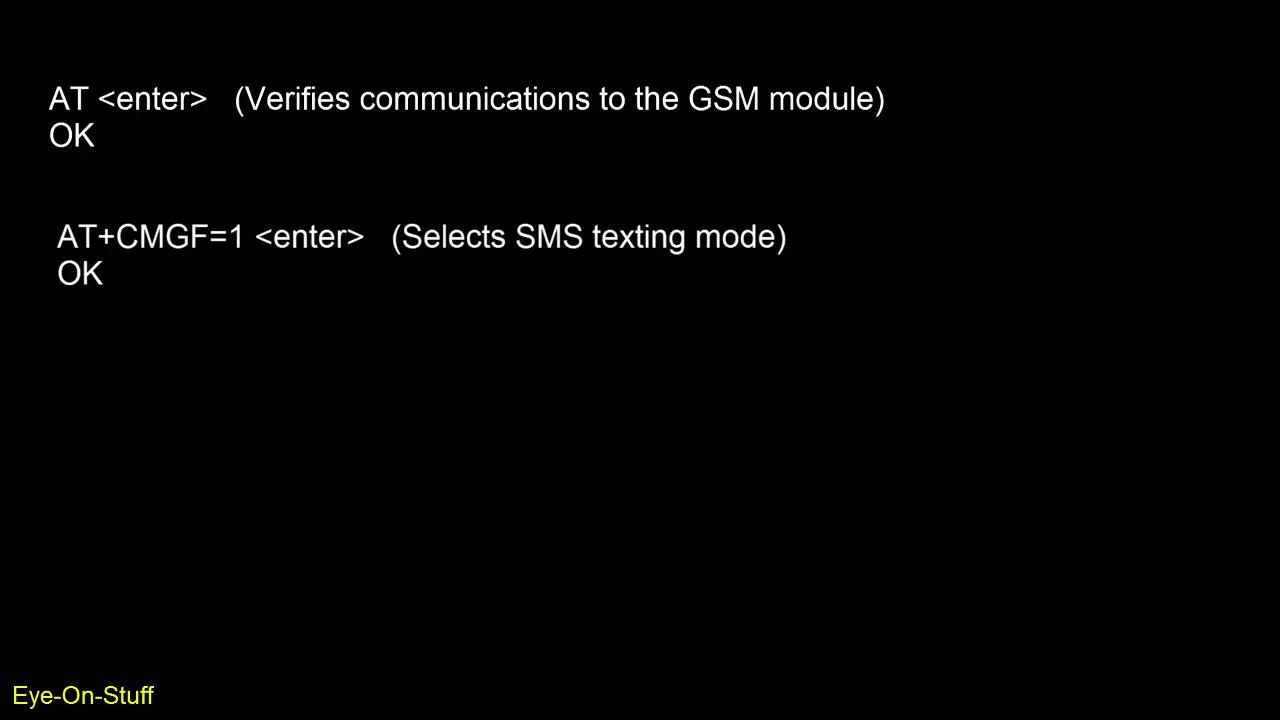 AT <enter>   (Verifies communications to the GSM module)
OK
AT+CMGF=1 <enter>   (Selects SMS texting mode)
OK
Eye-On-Stuff